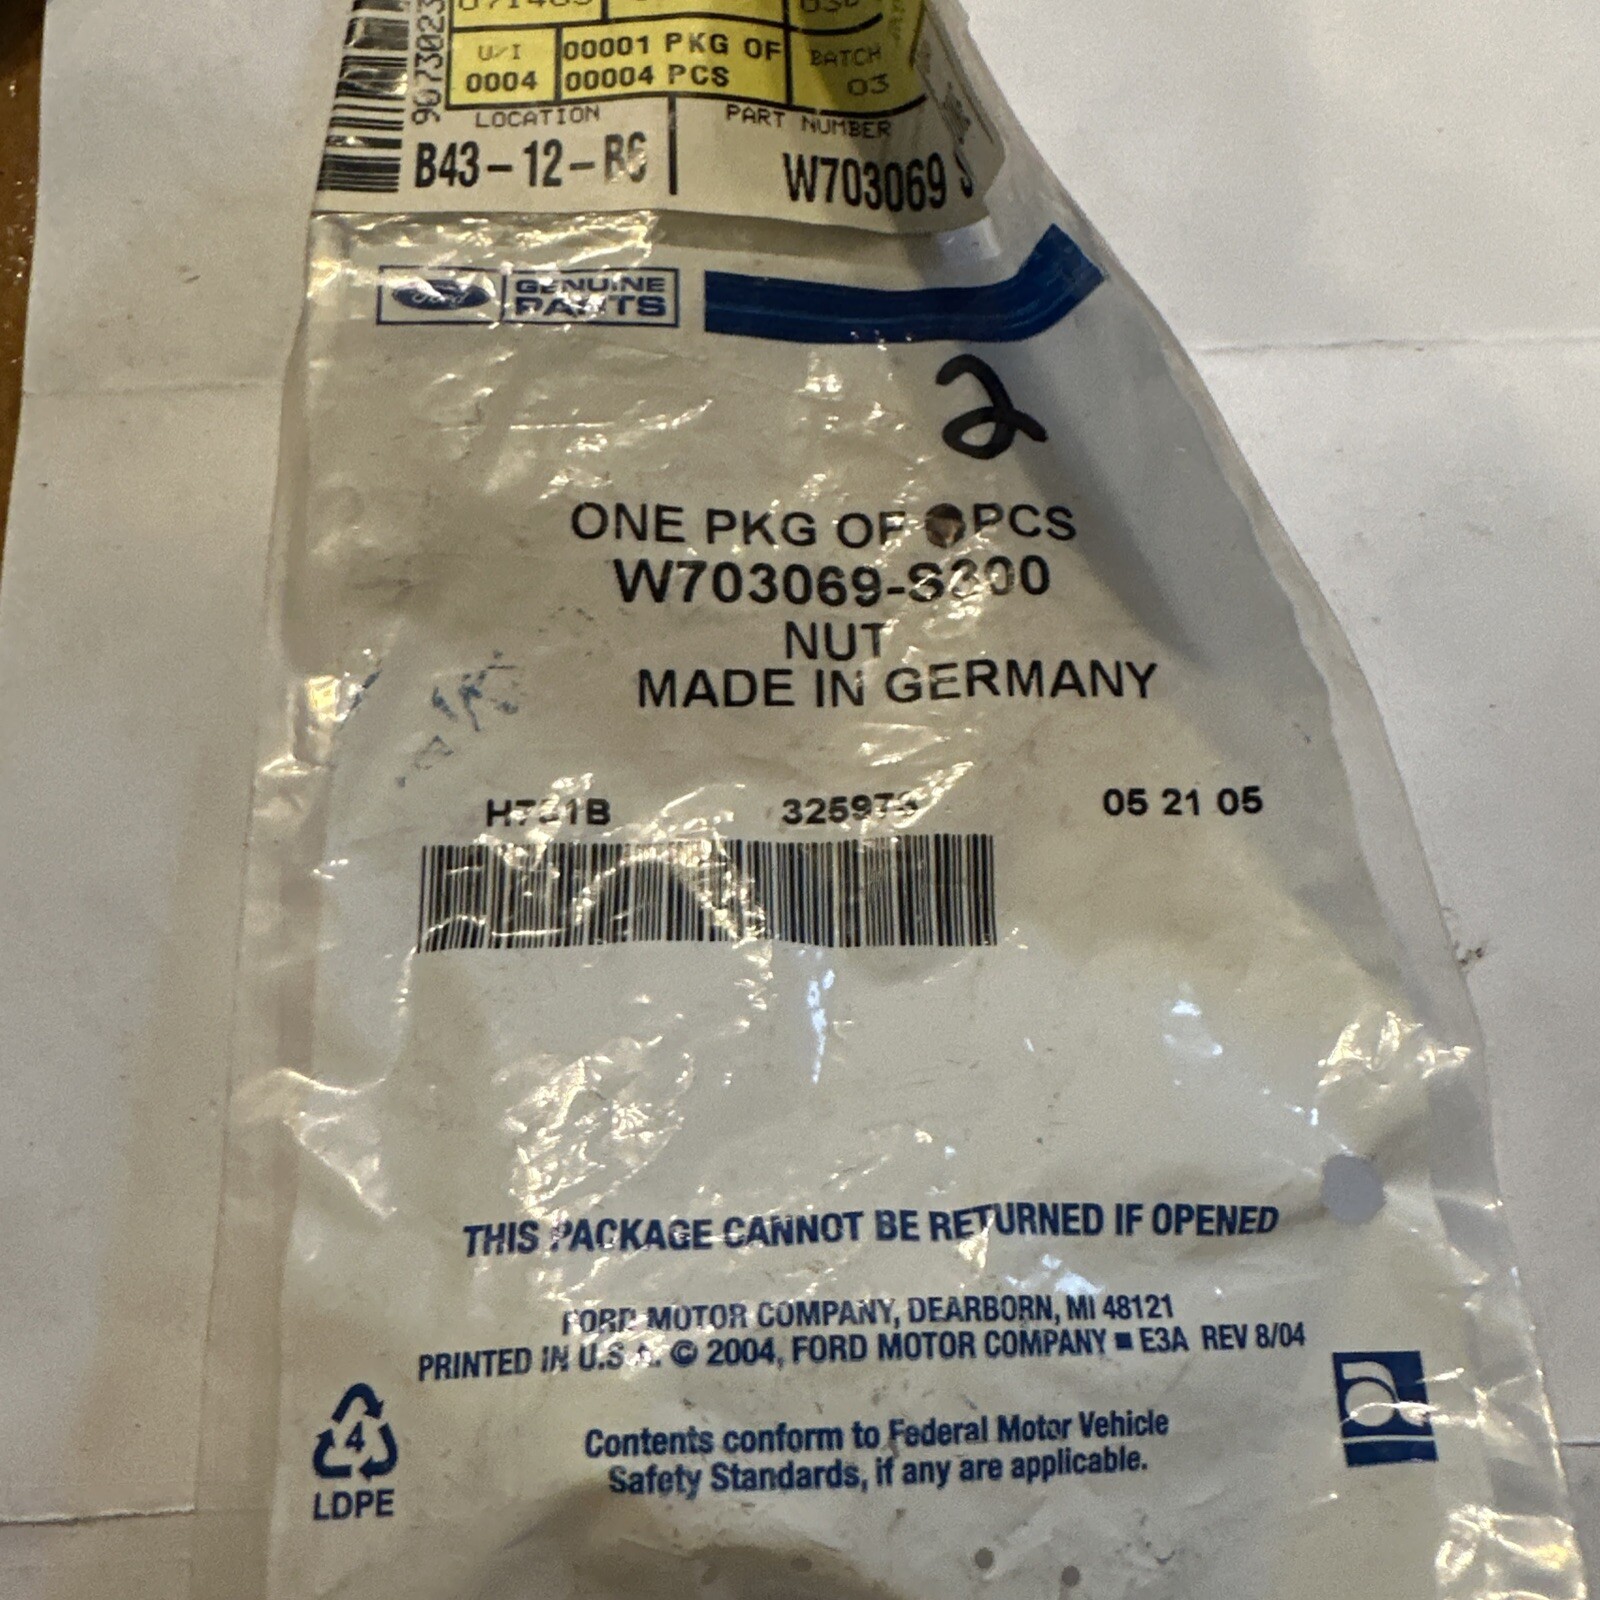 U/I
0004
00001 PKG OF
00004 PCS
BATCH
03
LOCATION
B43-12-
PART NUMBER
W703069
Ford
GENUINE
PARTS
2
ONE PKG OF PCS
W703069-S300
NUT
MADE IN GERMANY
05 21 05
THIS PACKAGE CANNOT BE RETURNED IF OPENED
FORD MOTOR COMPANY, DEARBORN, MI 48121
PRINTED IN U.S.A. © 2004, FORD MOTOR COMPANY ■ E3A REV 8/04
Contents conform to Federal Motor Vehicle
Safety Standards, if any are applicable.
4
LDPE